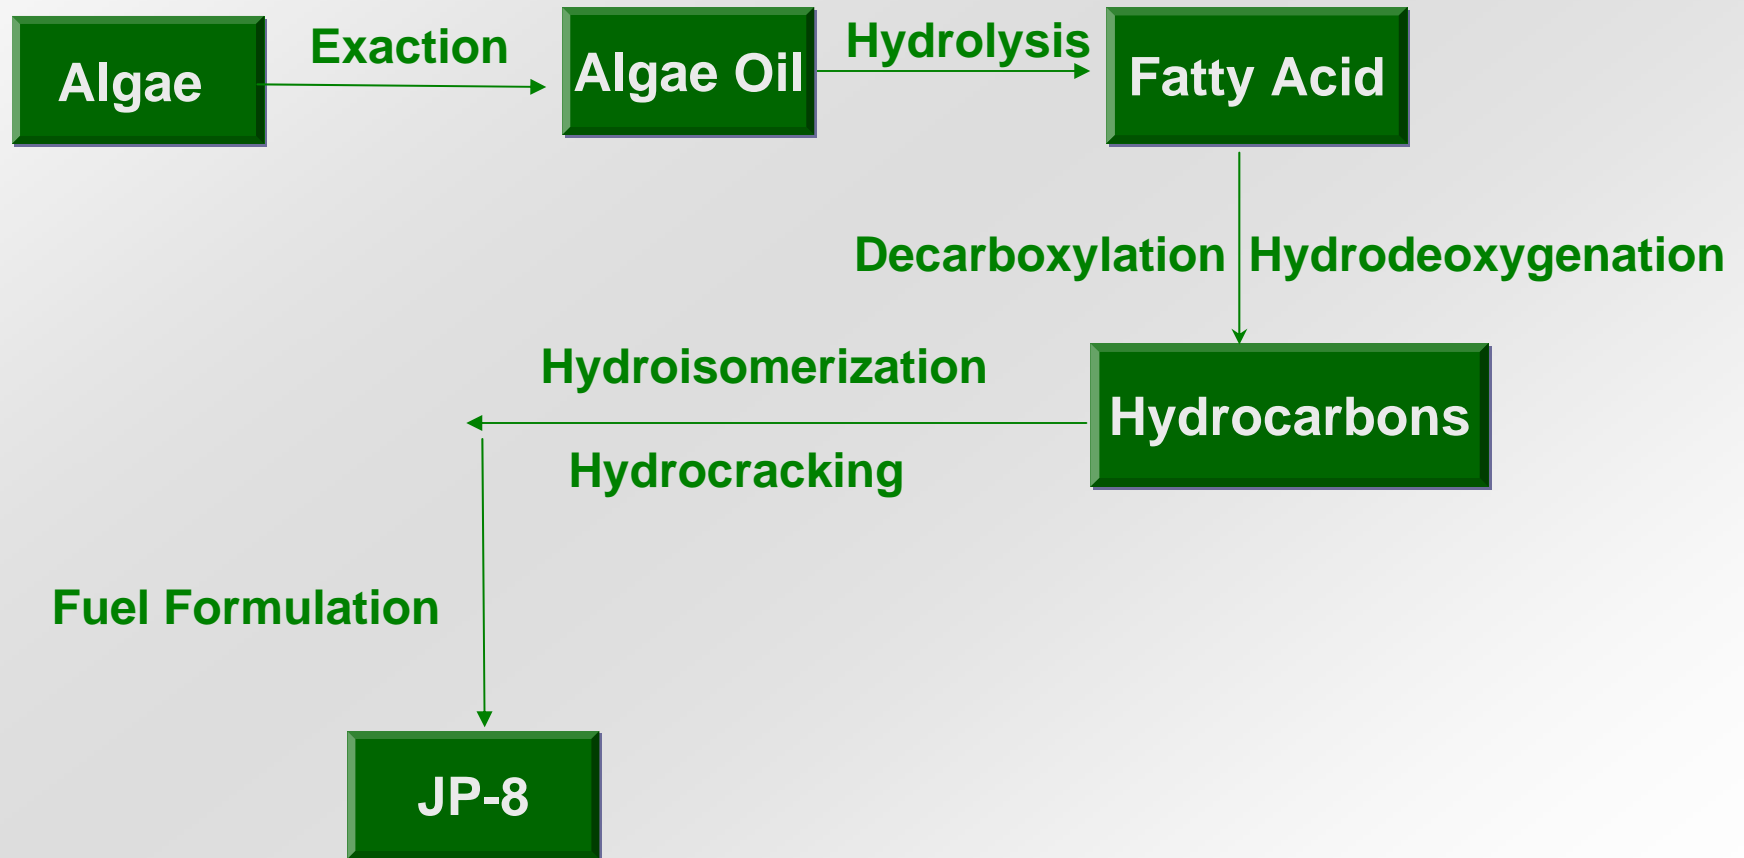 Algae
Exaction
Algae Oil
Hydrolysis
Fatty Acid
Decarboxylation
Hydrodeoxygenation
Hydroisomerization
Hydrocarbons
Hydrocracking
Fuel Formulation
JP-8